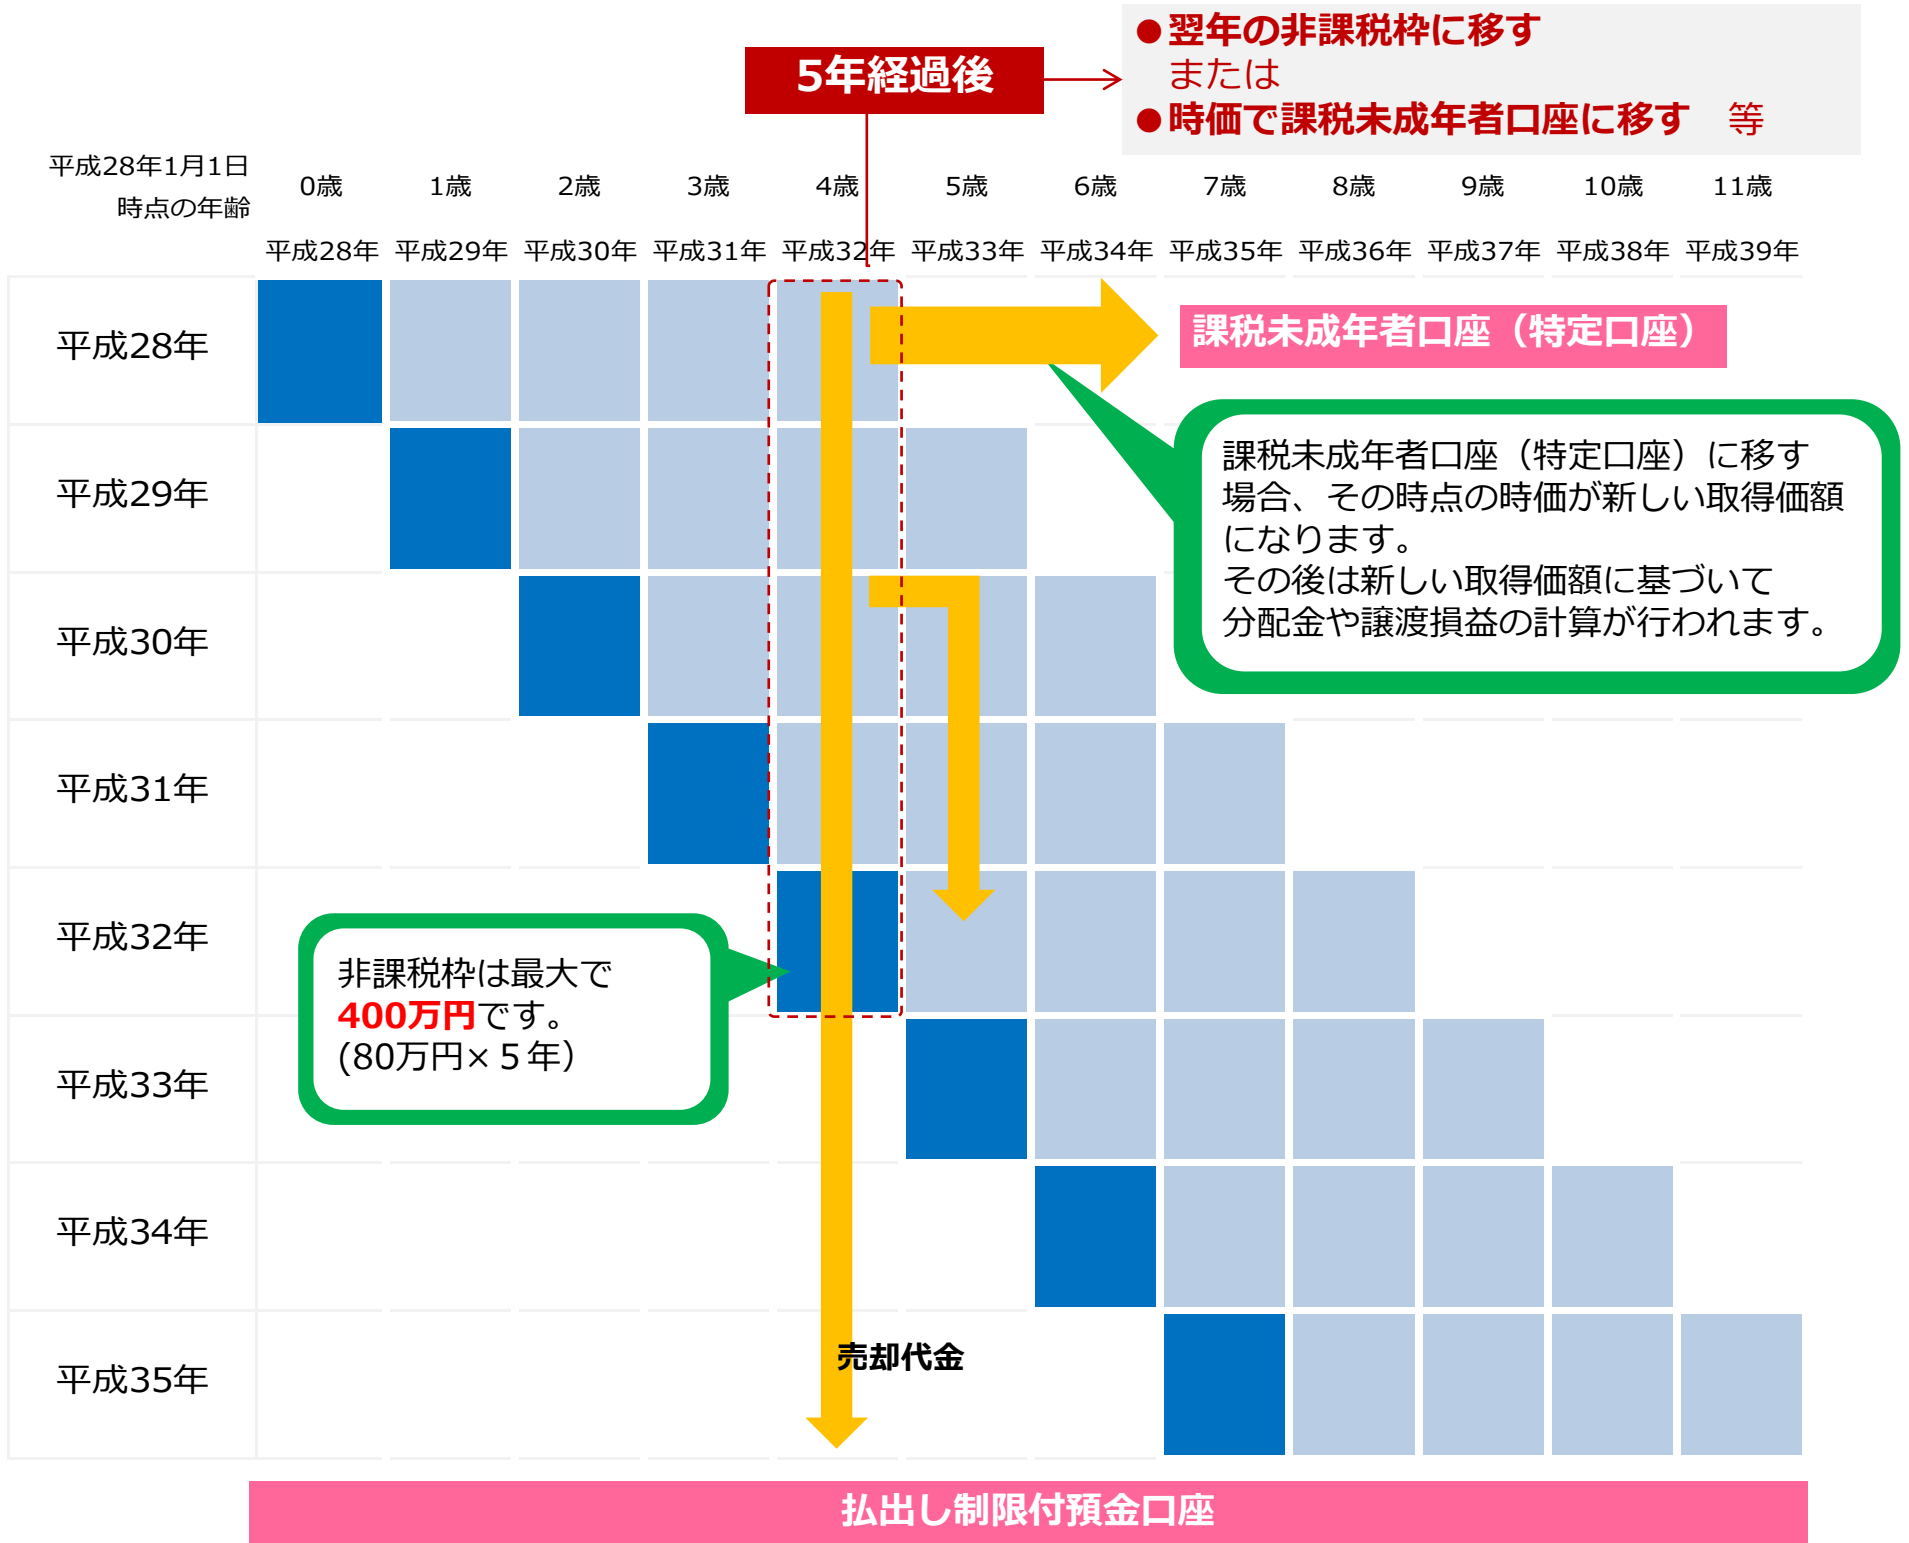 ●翌年の非課税枠に移す
または
●時価で課税未成年者口座に移す　等
5年経過後
平成28年1月1日
時点の年齢
0歳 1歳 2歳 3歳 4歳 5歳 6歳 7歳 8歳 9歳 10歳 11歳
平成28年 平成29年 平成30年 平成31年 平成32年 平成33年 平成34年 平成35年 平成36年 平成37年 平成38年 平成39年
平成28年
課税未成年者口座（特定口座）
課税未成年者口座（特定口座）に移す
場合、その時点の時価が新しい取得価額
になります。
その後は新しい取得価額に基づいて
分配金や譲渡損益の計算が行われます。
平成29年
平成30年
平成31年
平成32年
非課税枠は最大で
400万円です。
(80万円×５年）
平成33年
平成34年
平成35年
売却代金
払出し制限付預金口座